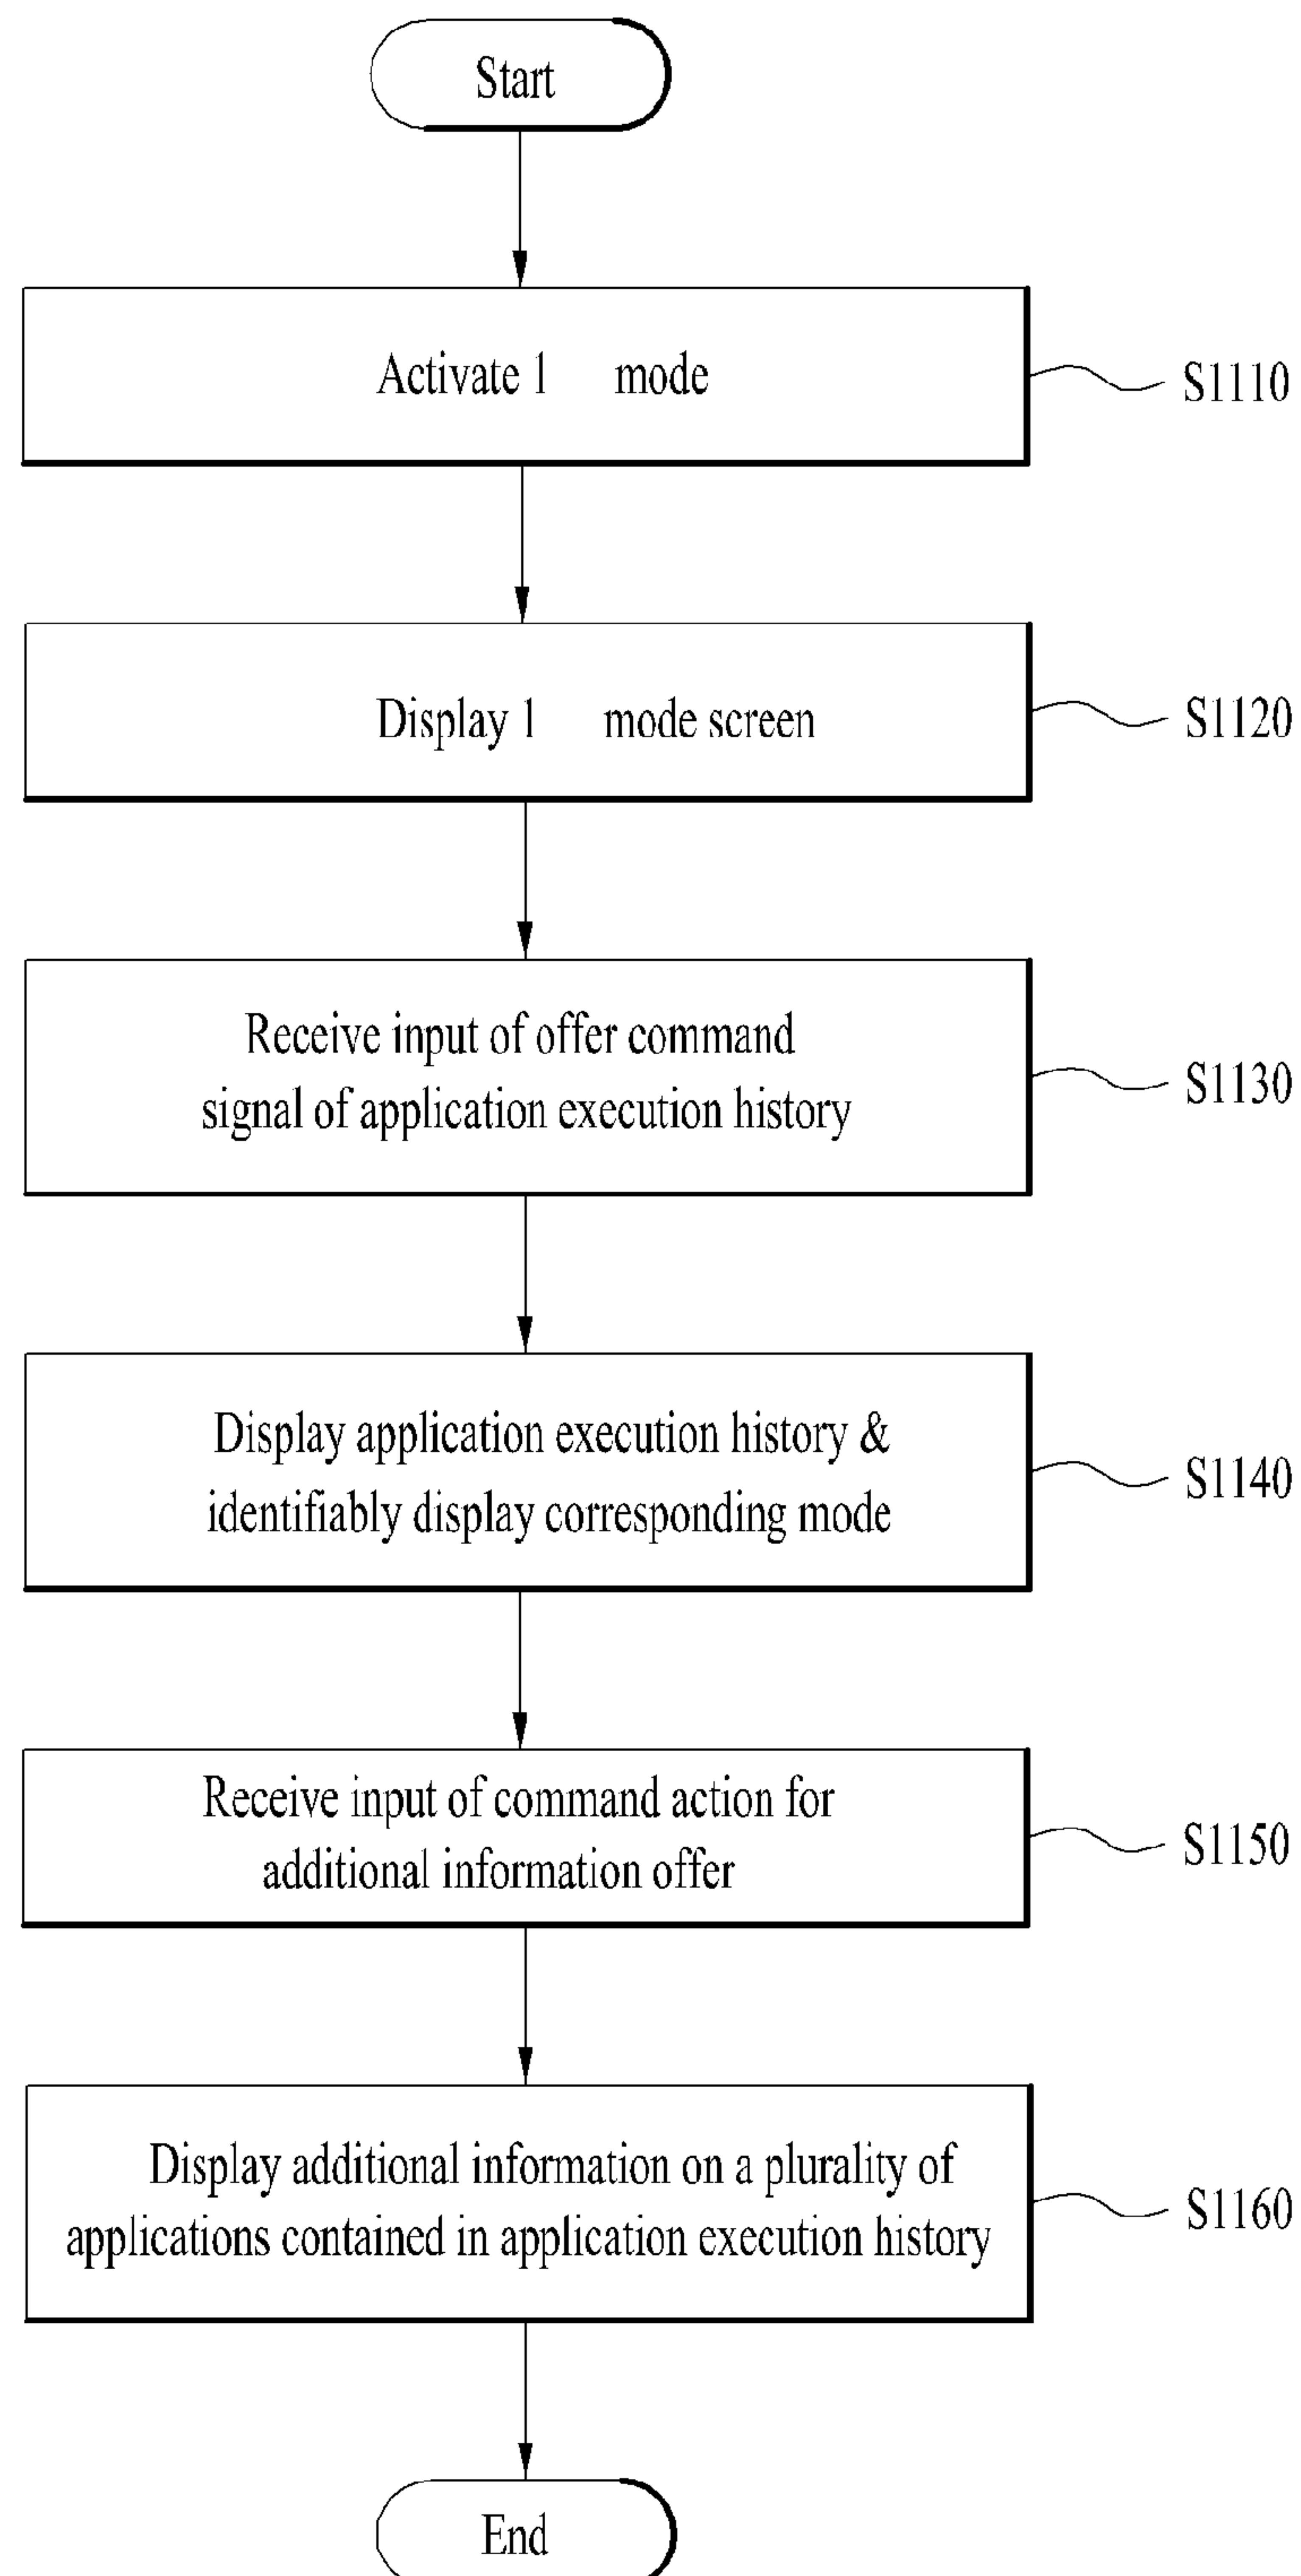 Start
Activate 1 mode
S1110
Display 1 mode screen
S1120
Receive input of offer command
signal of application execution history
S1130
Display application execution history &
identifiably display corresponding mode
S1140
Receive input of command action for
additional information offer
S1150
Display additional information on a plurality of
applications contained in application execution history
S1160
End